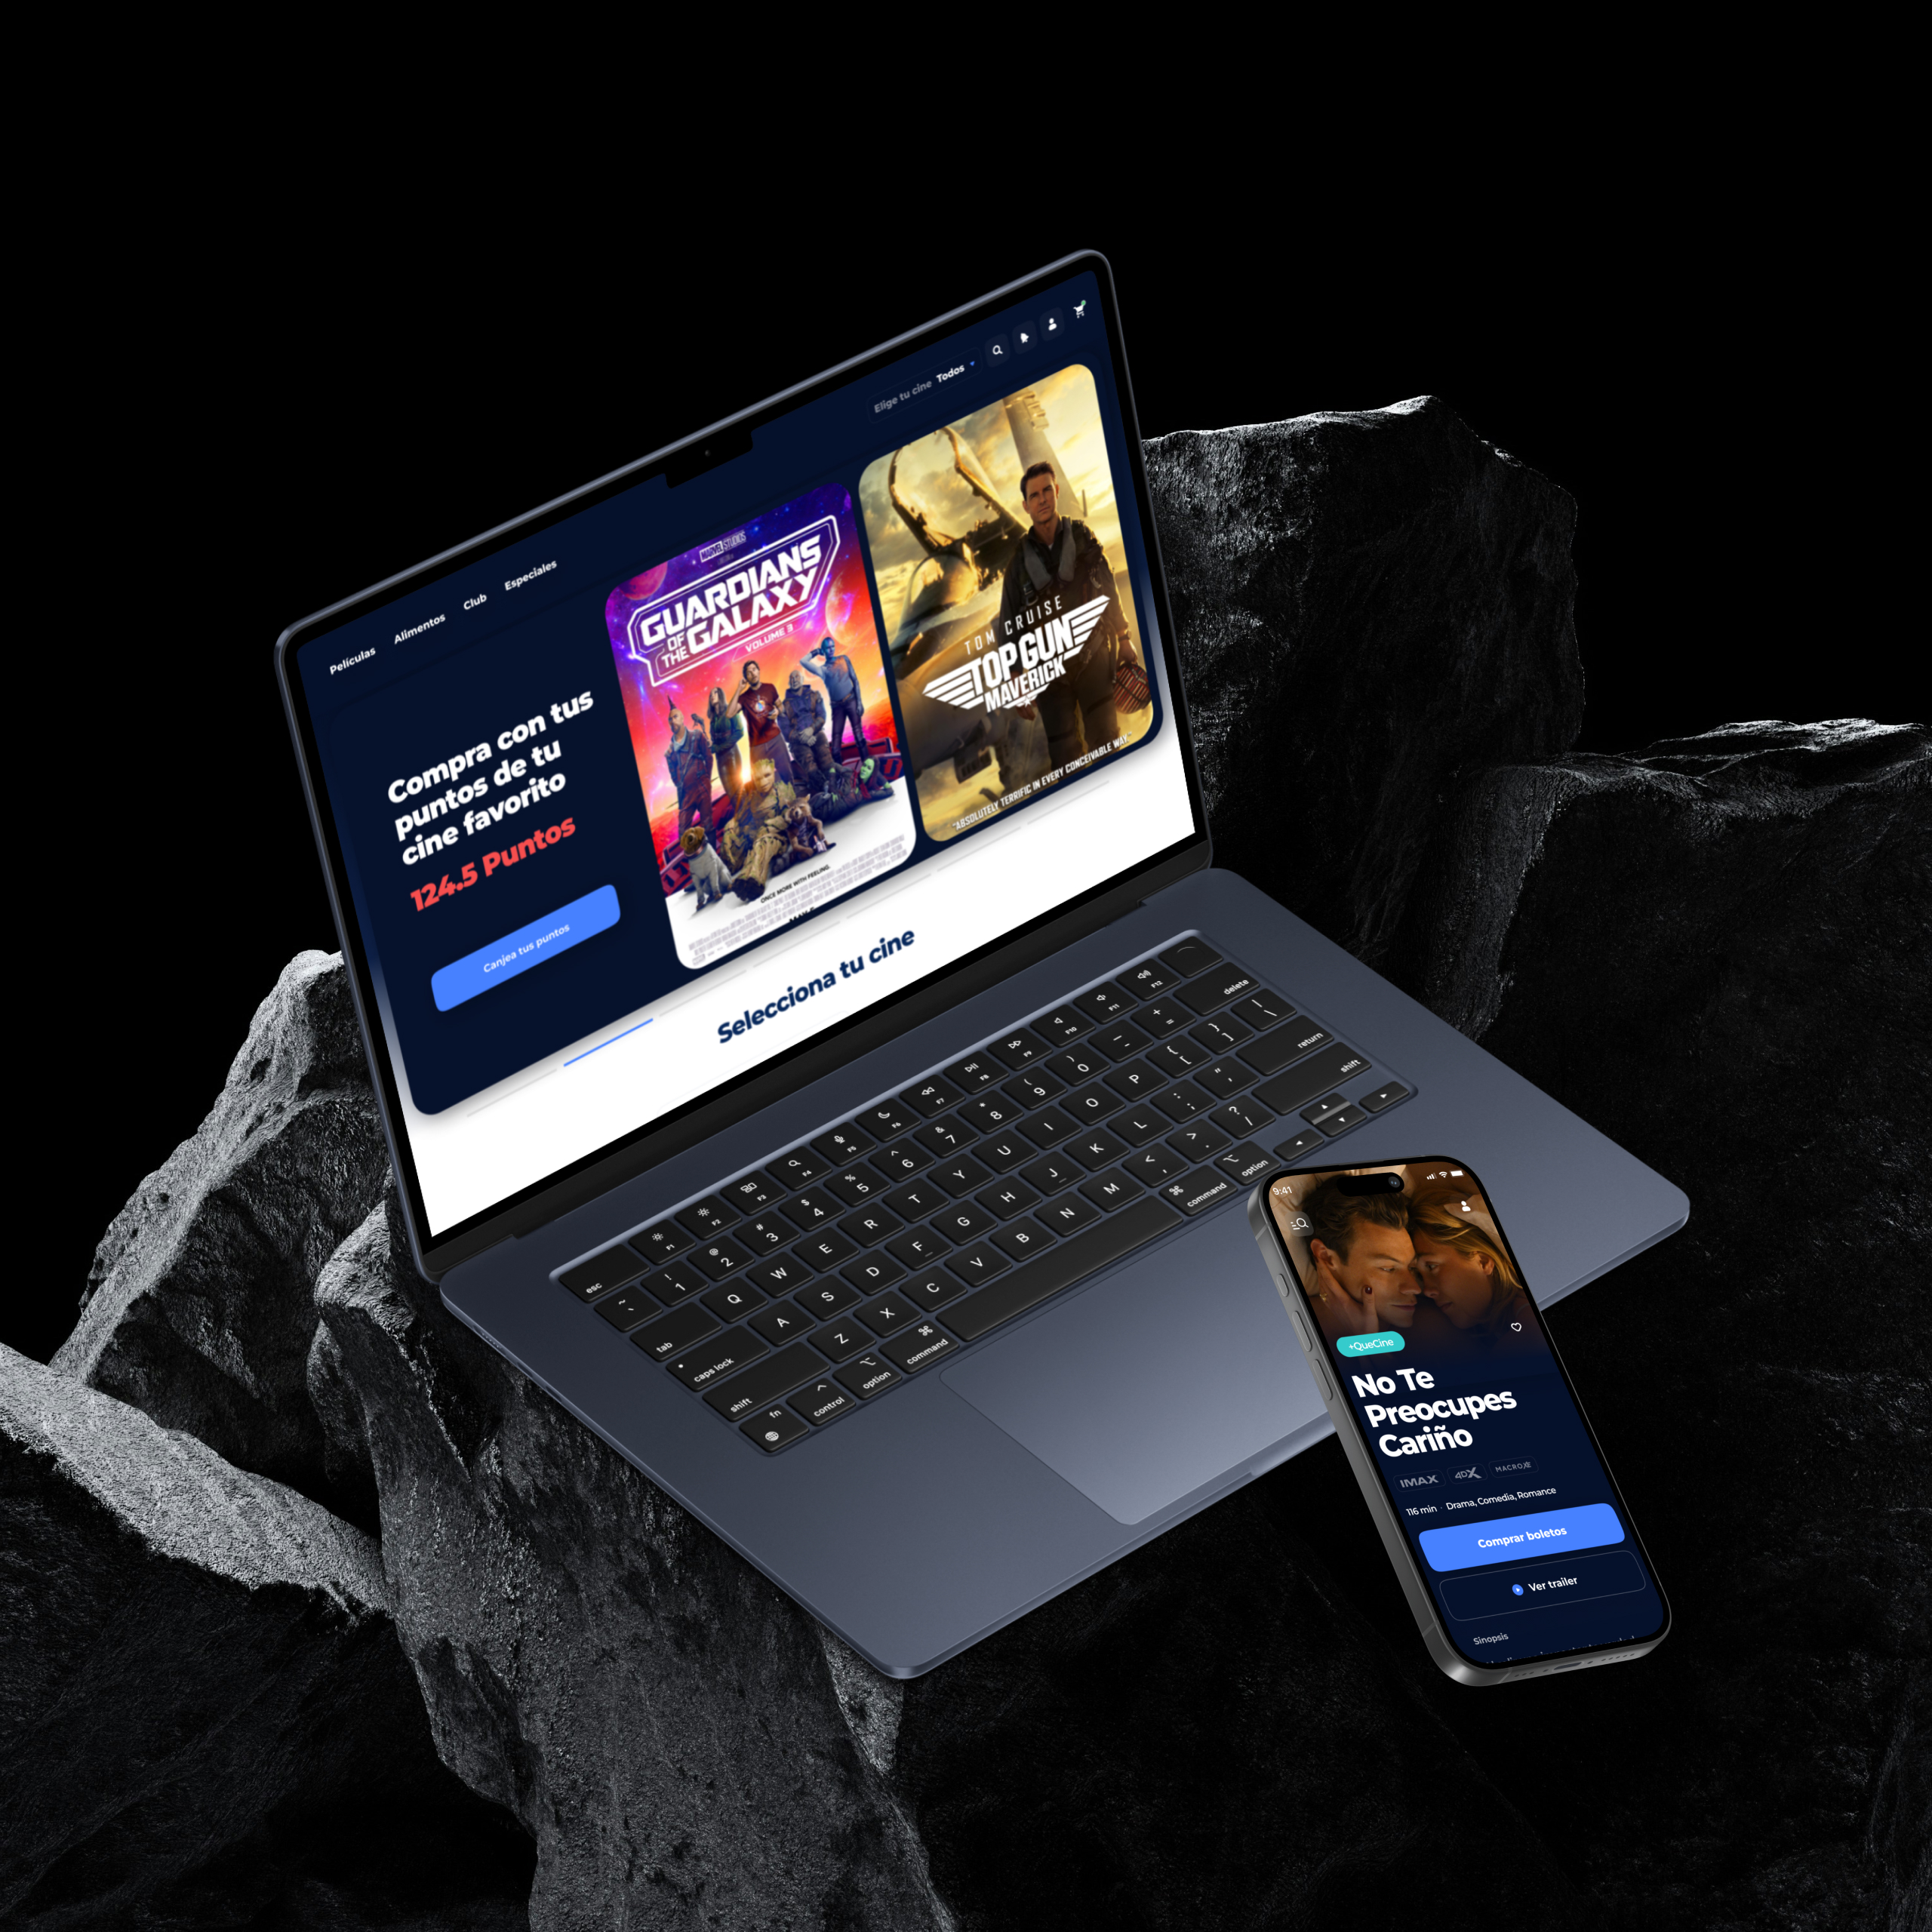 Películas Alimentos Club Especiales
Elige tu cine Todos
Compra con tus
puntos de tu
cine favorito
124.5 Puntos
Canjea tus puntos
MARVEL STUDIOS
GUARDIANS
OF
THE GALAXY
VOLUME 3
ONCE MORE WITH FEELING.
TOM CRUISE
TOP GUN
MAVERICK
"ABSOLUTELY TERRIFIC IN EVERY CONCEIVABLE WAY."
Selecciona tu cine
esc F1 F2 F3 F4 F5 F6 F7 F8 F9 F10 F11 F12
~ ` ! 1 @ 2 # 3 $ 4 % 5 ^ 6 & 7 * 8 ( 9 ) 0 _ - + = delete
tab Q W E R T Y U I O P { [ } ] | \
caps lock A S D F G H J K L : ; " ' return
shift Z X C V B N M < , > . ? / shift
fn control option command command option
9:41
+QueCine
No Te
Preocupes
Cariño
IMAX 4DX MACROXE
116 min · Drama, Comedia, Romance
Comprar boletos
Ver trailer
Sinopsis